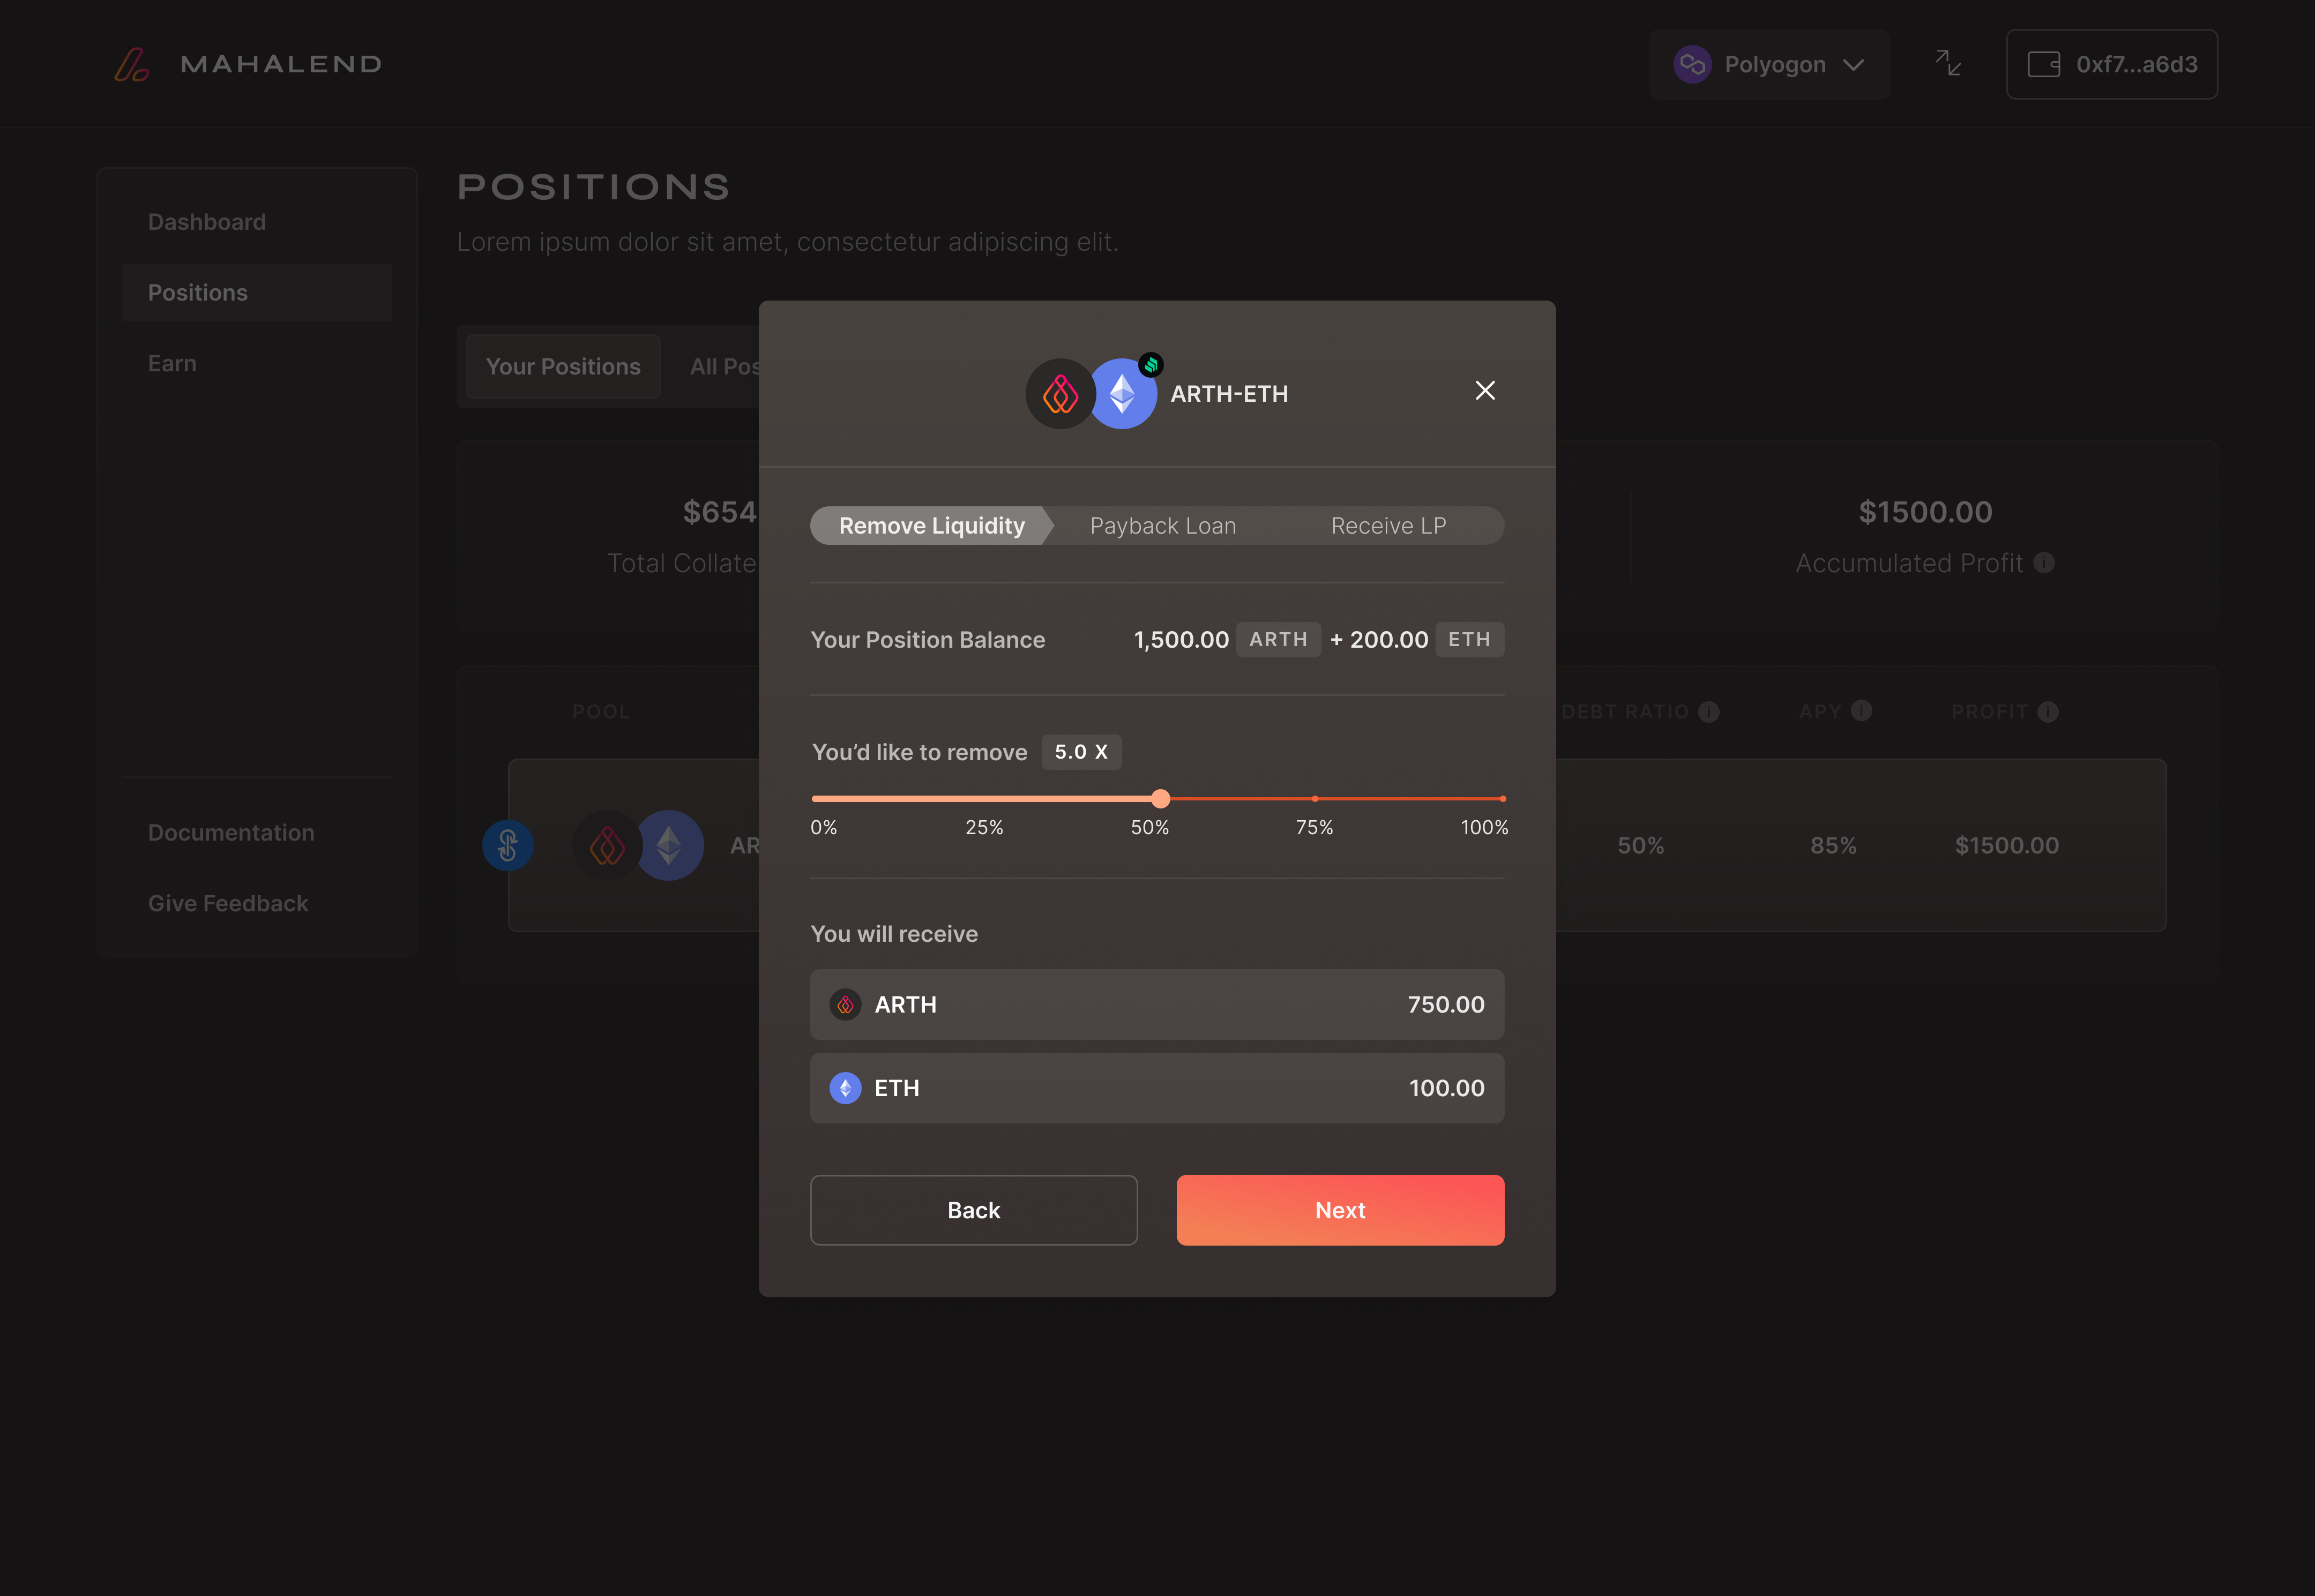 MAHALEND
Polyogon
0xf7...a6d3
Dashboard
Positions
Earn
Documentation
Give Feedback
POSITIONS
Lorem ipsum dolor sit amet, consectetur adipiscing elit.
Your Positions
All Pos
$654
Total Collate
$1500.00
Accumulated Profit
POOL
DEBT RATIO
APY
PROFIT
AR
50%
85%
$1500.00
ARTH-ETH
Remove Liquidity
Payback Loan
Receive LP
Your Position Balance
1,500.00 ARTH + 200.00 ETH
You’d like to remove
5.0 X
0%
25%
50%
75%
100%
You will receive
ARTH
750.00
ETH
100.00
Back
Next